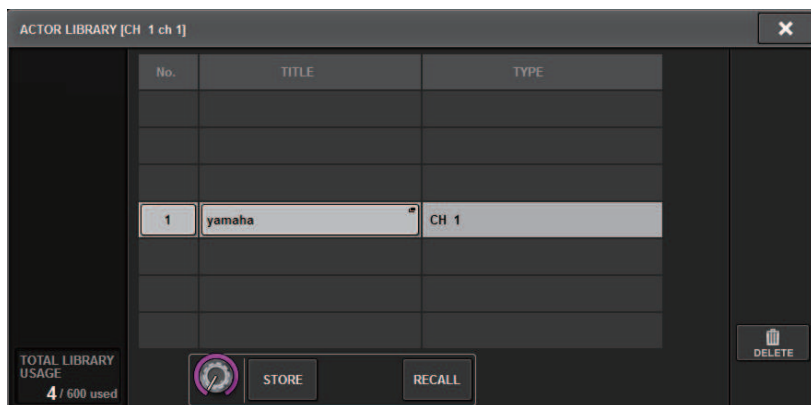 ACTOR LIBRARY [CH 1 ch 1]
No. TITLE TYPE
1 yamaha CH 1
DELETE
TOTAL LIBRARY
USAGE
4 / 600 used
STORE RECALL